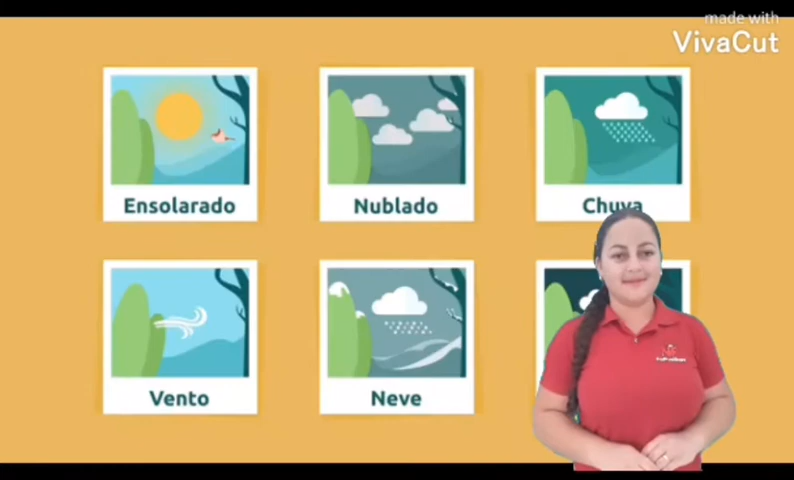 made with
VivaCut
Ensolarado
Nublado
Chuva
Vento
Neve